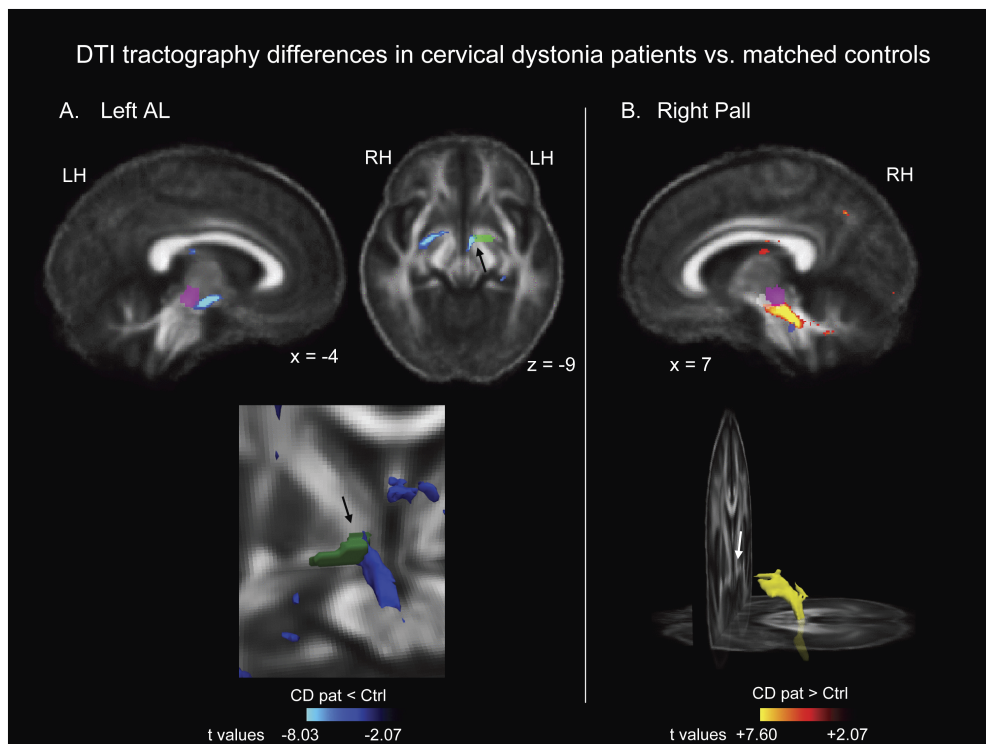 DTI tractography differences in cervical dystonia patients vs. matched controls
A. Left AL
LH
RH
LH
x = -4
z = -9
CD pat < Ctrl
t values -8.03 -2.07
B. Right Pall
RH
x = 7
CD pat > Ctrl
t values +7.60 +2.07